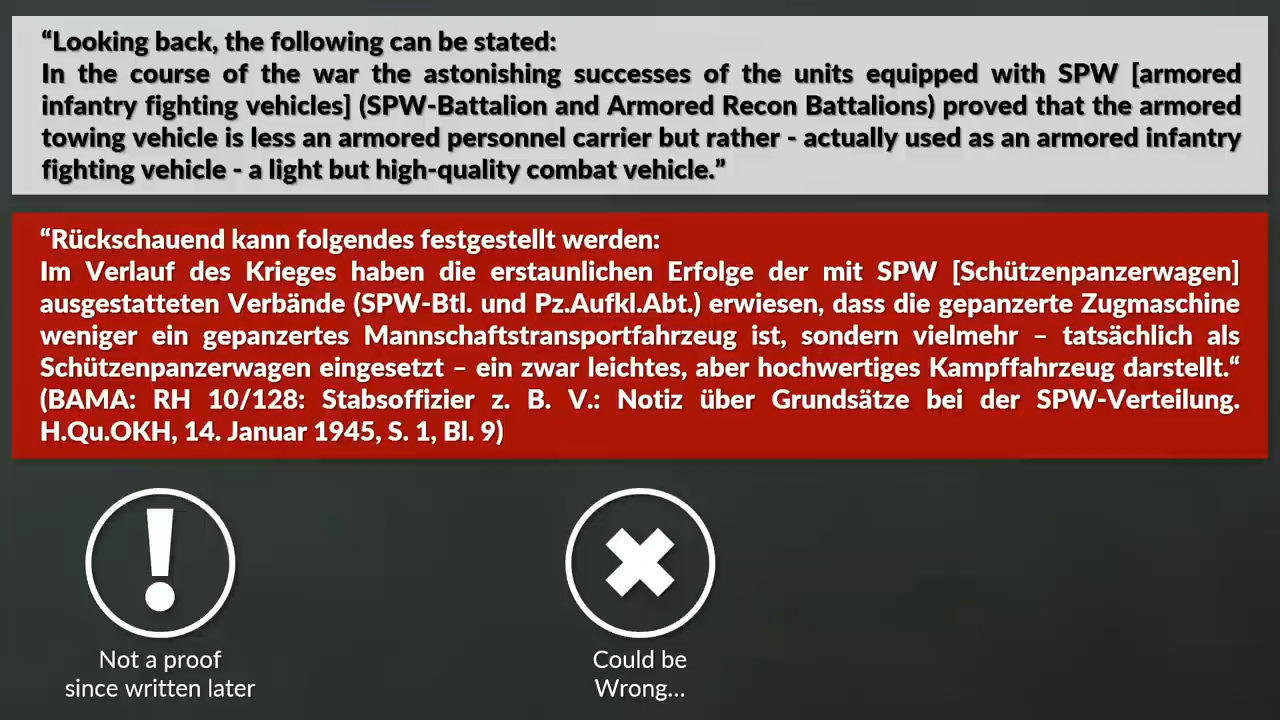 “Looking back, the following can be stated:
In the course of the war the astonishing successes of the units equipped with SPW [armored
infantry fighting vehicles] (SPW-Battalion and Armored Recon Battalions) proved that the armored
towing vehicle is less an armored personnel carrier but rather - actually used as an armored infantry
fighting vehicle - a light but high-quality combat vehicle.”
“Rückschauend kann folgendes festgestellt werden:
Im Verlauf des Krieges haben die erstaunlichen Erfolge der mit SPW [Schützenpanzerwagen]
ausgestatteten Verbände (SPW-Btl. und Pz.Aufkl.Abt.) erwiesen, dass die gepanzerte Zugmaschine
weniger ein gepanzertes Mannschaftstransportfahrzeug ist, sondern vielmehr – tatsächlich als
Schützenpanzerwagen eingesetzt – ein zwar leichtes, aber hochwertiges Kampffahrzeug darstellt.“
(BAMA: RH 10/128: Stabsoffizier z. B. V.: Notiz über Grundsätze bei der SPW-Verteilung.
H.Qu.OKH, 14. Januar 1945, S. 1, Bl. 9)
Not a proof
since written later
Could be
Wrong...